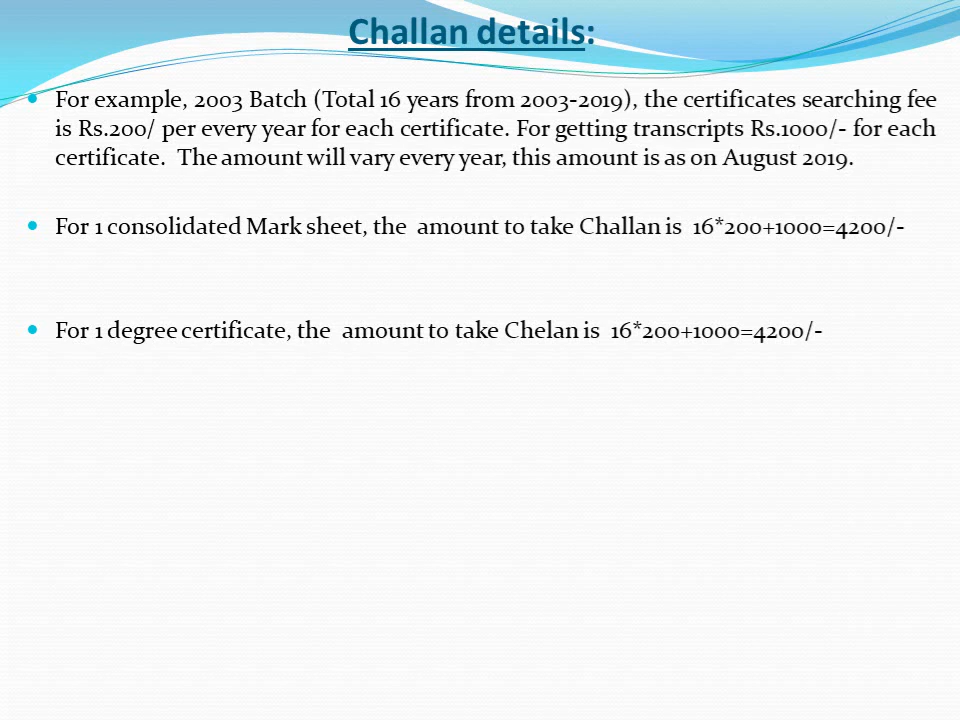 Challan details:
For example, 2003 Batch (Total 16 years from 2003-2019), the certificates searching fee
is Rs.200/ per every year for each certificate. For getting transcripts Rs.1000/- for each
certificate.  The amount will vary every year, this amount is as on August 2019.
For 1 consolidated Mark sheet, the  amount to take Challan is  16*200+1000=4200/-
For 1 degree certificate, the  amount to take Chelan is  16*200+1000=4200/-